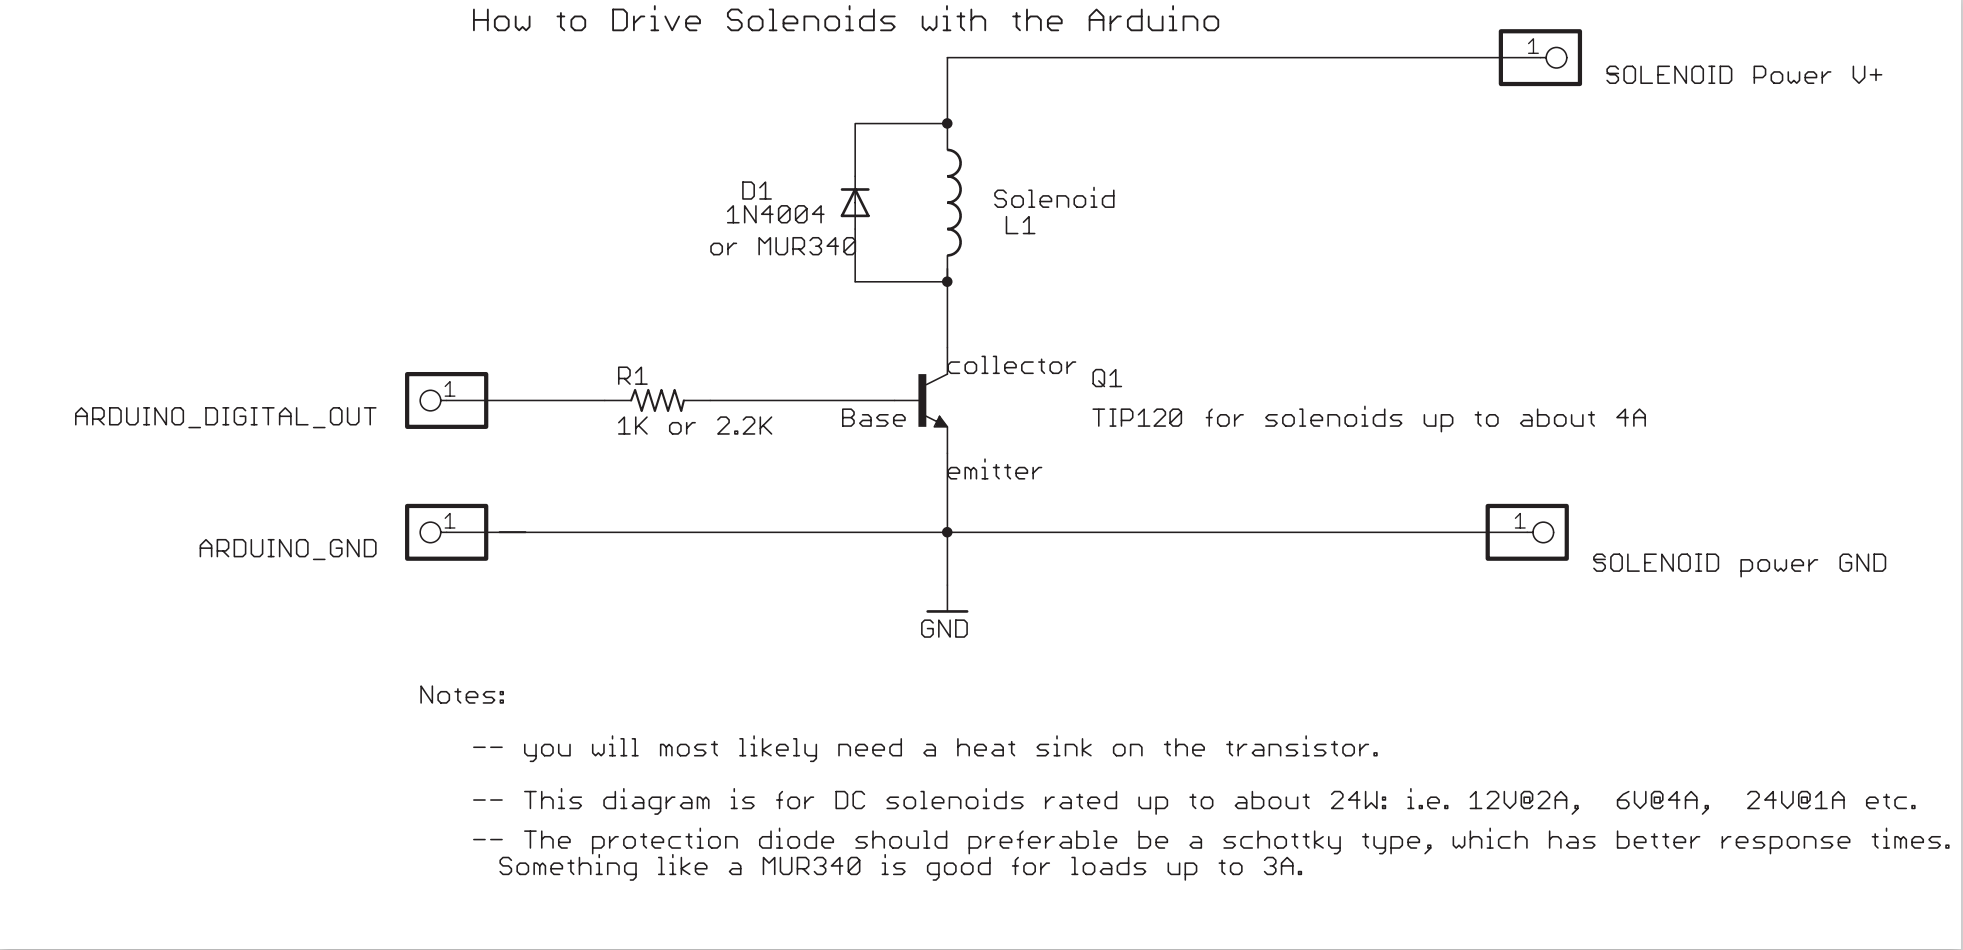 How to Drive Solenoids with the Arduino
1
SOLENOID Power V+
D1
1N4004
or MUR340
Solenoid
L1
collector
Q1
R1
1
ARDUINO_DIGITAL_OUT
1K or 2.2K
Base
TIP120 for solenoids up to about 4A
emitter
1
1
ARDUINO_GND
SOLENOID power GND
GND
Notes:
-- you will most likely need a heat sink on the transistor.
-- This diagram is for DC solenoids rated up to about 24W: i.e. 12V@2A, 6V@4A, 24V@1A etc.
-- The protection diode should preferable be a schottky type, which has better response times.
Something like a MUR340 is good for loads up to 3A.